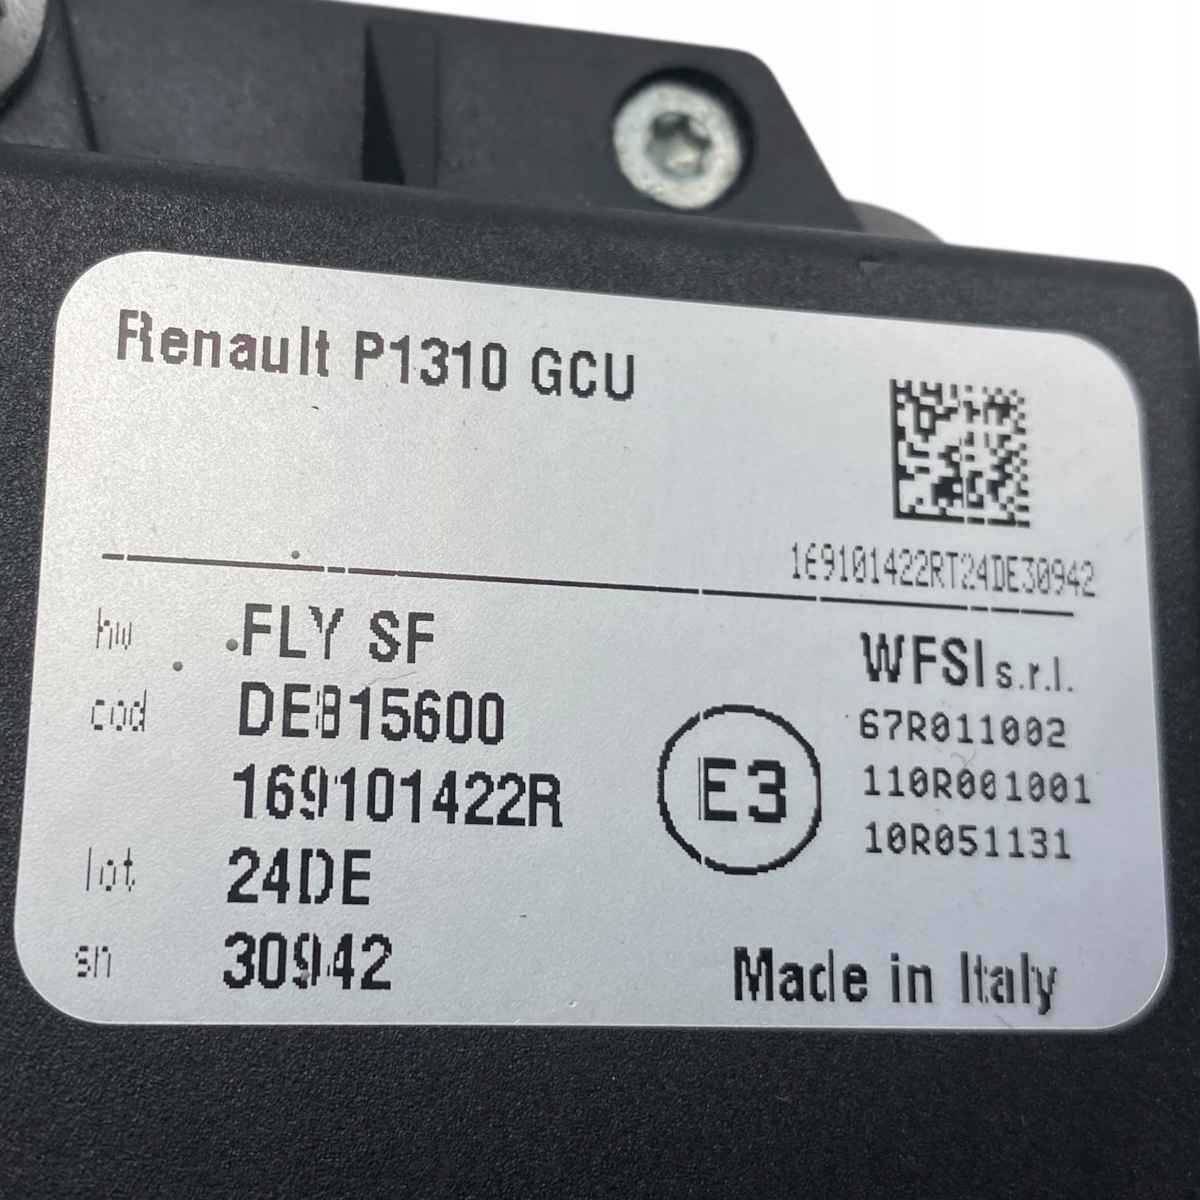 Renault P1310 GCU
169101422RT24DE30942
hw FLY SF
cod DE815600
169101422R
lot 24DE
sn 30942
WFSI s.r.l.
67R011002
110R001001
10R051131
E3
Made in Italy